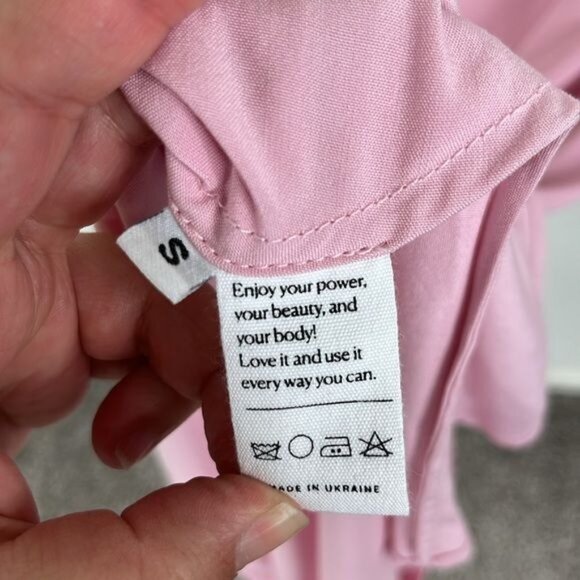 S
Enjoy your power,
your beauty, and
your body!
Love it and use it
every way you can.
MADE IN UKRAINE